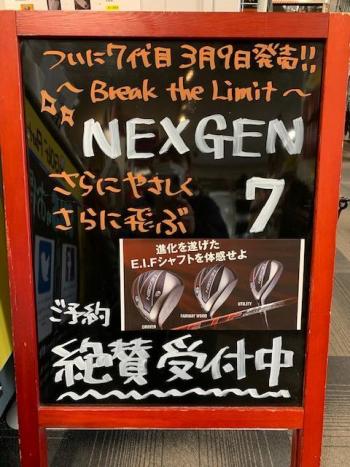 ついに7代目 3月9日発売!!
～ Break the Limit ～
NEXGEN
7
さらにやさしく
さらに飛ぶ
進化を遂げた
E.I.Fシャフトを体感せよ
DRIVER
FAIRWAY WOOD
UTILITY
ご予約
絶賛受付中